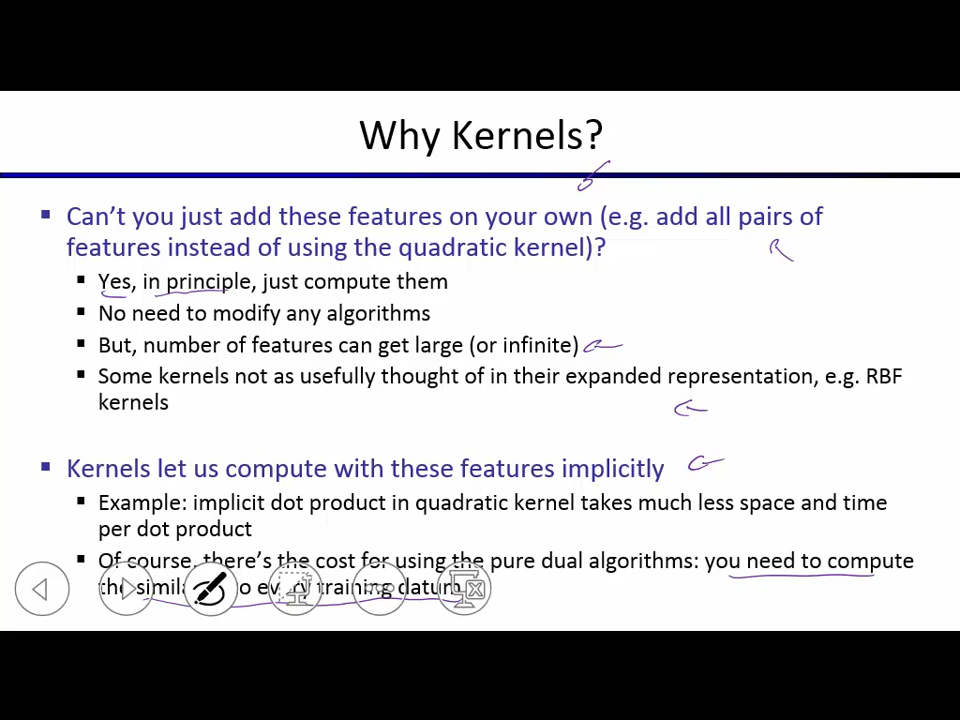 Why Kernels?
▪ Can't you just add these features on your own (e.g. add all pairs of
features instead of using the quadratic kernel)?
▪ Yes, in principle, just compute them
▪ No need to modify any algorithms
▪ But, number of features can get large (or infinite)
▪ Some kernels not as usefully thought of in their expanded representation, e.g. RBF
kernels
▪ Kernels let us compute with these features implicitly
▪ Example: implicit dot product in quadratic kernel takes much less space and time
per dot product
▪ Of course, there's the cost for using the pure dual algorithms: you need to compute
the training datum